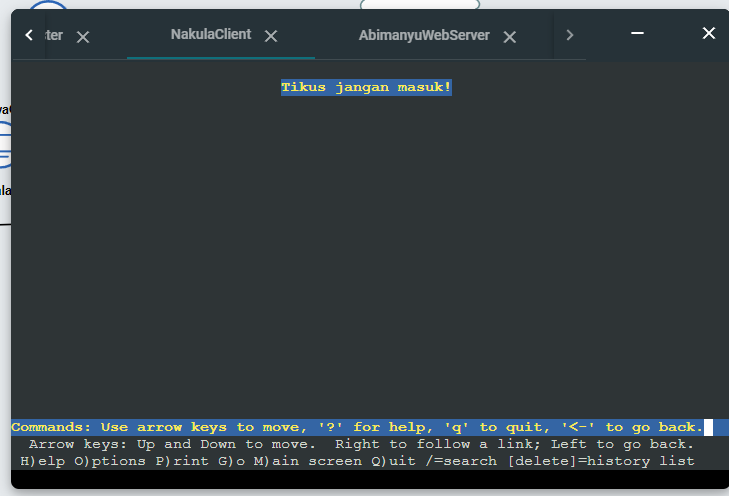 ter
NakulaClient
AbimanyuWebServer
Tikus jangan masuk!
la
Commands: Use arrow keys to move, '?' for help, 'q' to quit, '<-' to go back.
Arrow keys: Up and Down to move. Right to follow a link; Left to go back.
H)elp O)ptions P)rint G)o M)ain screen Q)uit /=search [delete]=history list